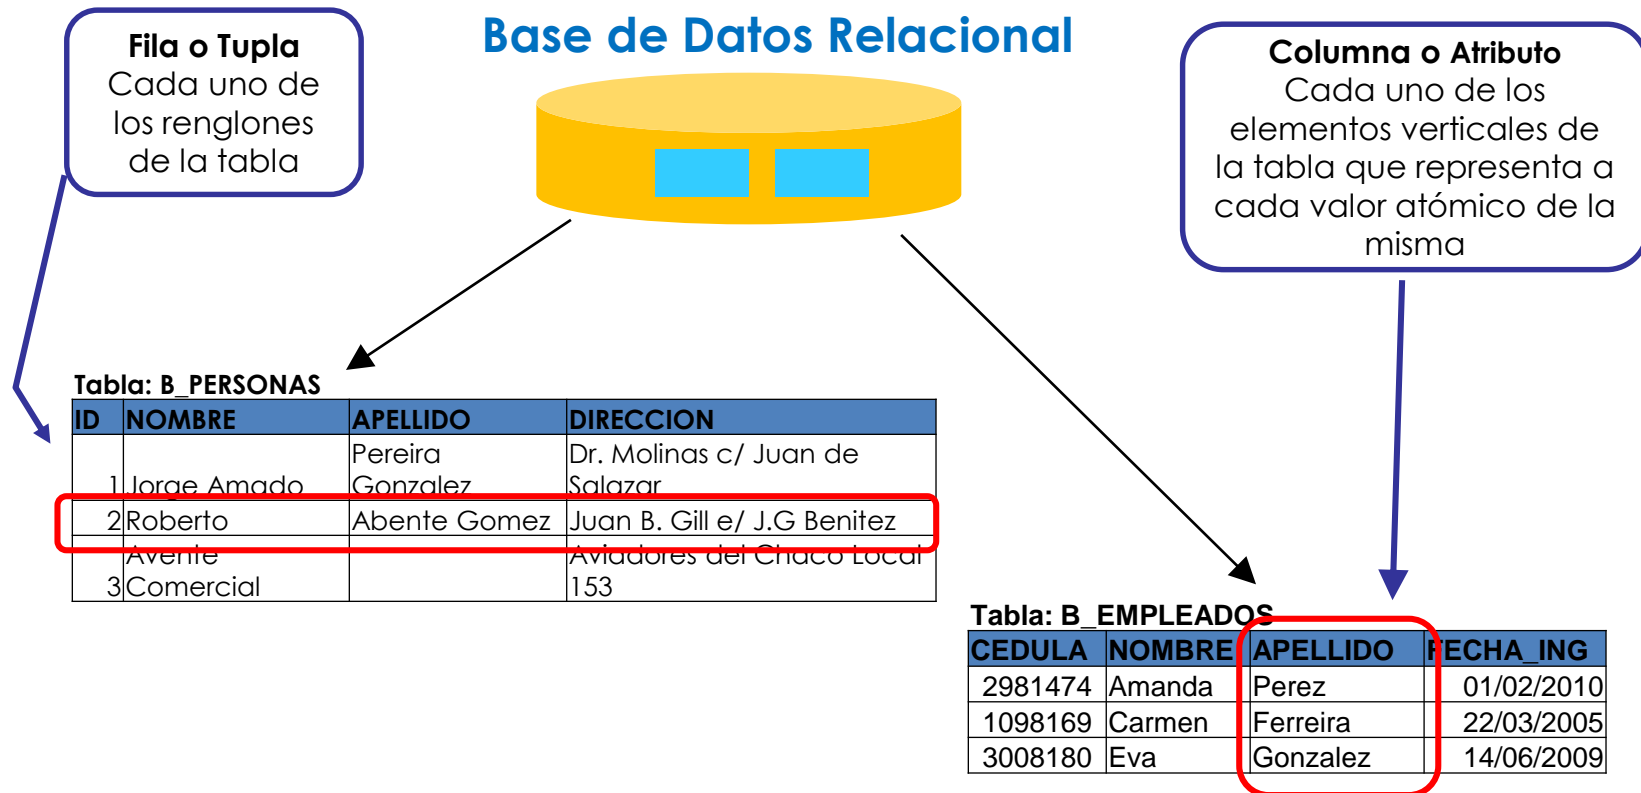 Base de Datos Relacional
Fila o Tupla
Cada uno de
los renglones
de la tabla
Columna o Atributo
Cada uno de los
elementos verticales de
la tabla que representa a
cada valor atómico de la
misma
Tabla: B_PERSONAS
ID NOMBRE APELLIDO DIRECCION
1 Jorge Amado Pereira Gonzalez Dr. Molinas c/ Juan de Salazar
2 Roberto Abente Gomez Juan B. Gill e/ J.G Benitez
3 Avente Comercial Aviadores del Chaco Local 153
Tabla: B_EMPLEADOS
CEDULA NOMBRE APELLIDO FECHA_ING
2981474 Amanda Perez 01/02/2010
1098169 Carmen Ferreira 22/03/2005
3008180 Eva Gonzalez 14/06/2009